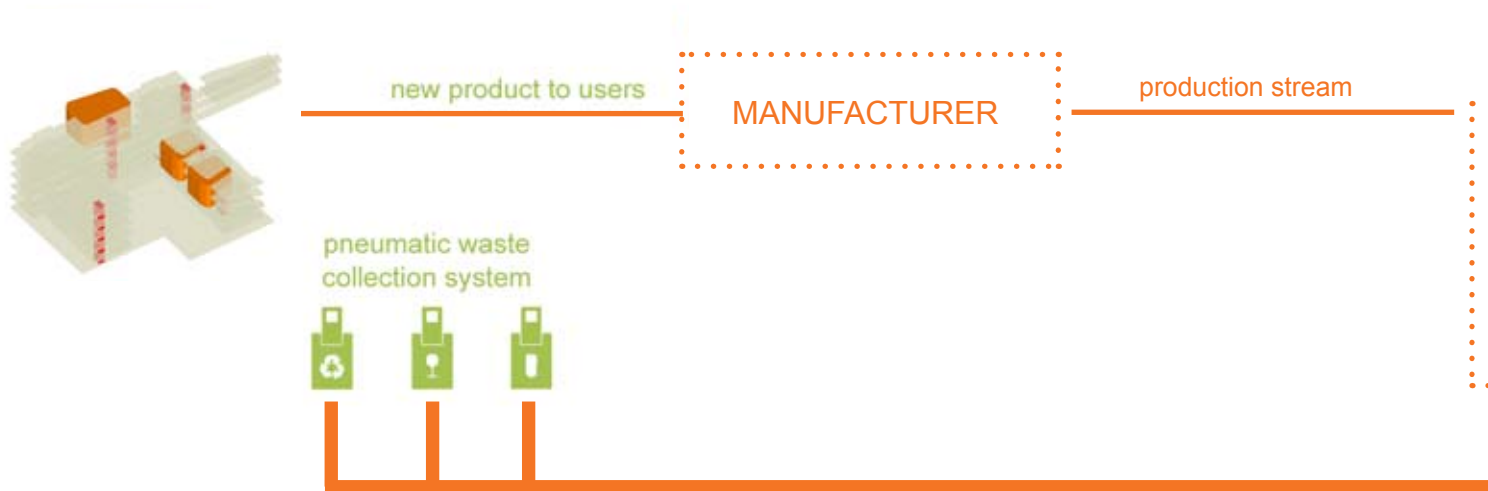 new product to users
MANUFACTURER
production stream
pneumatic waste
collection system